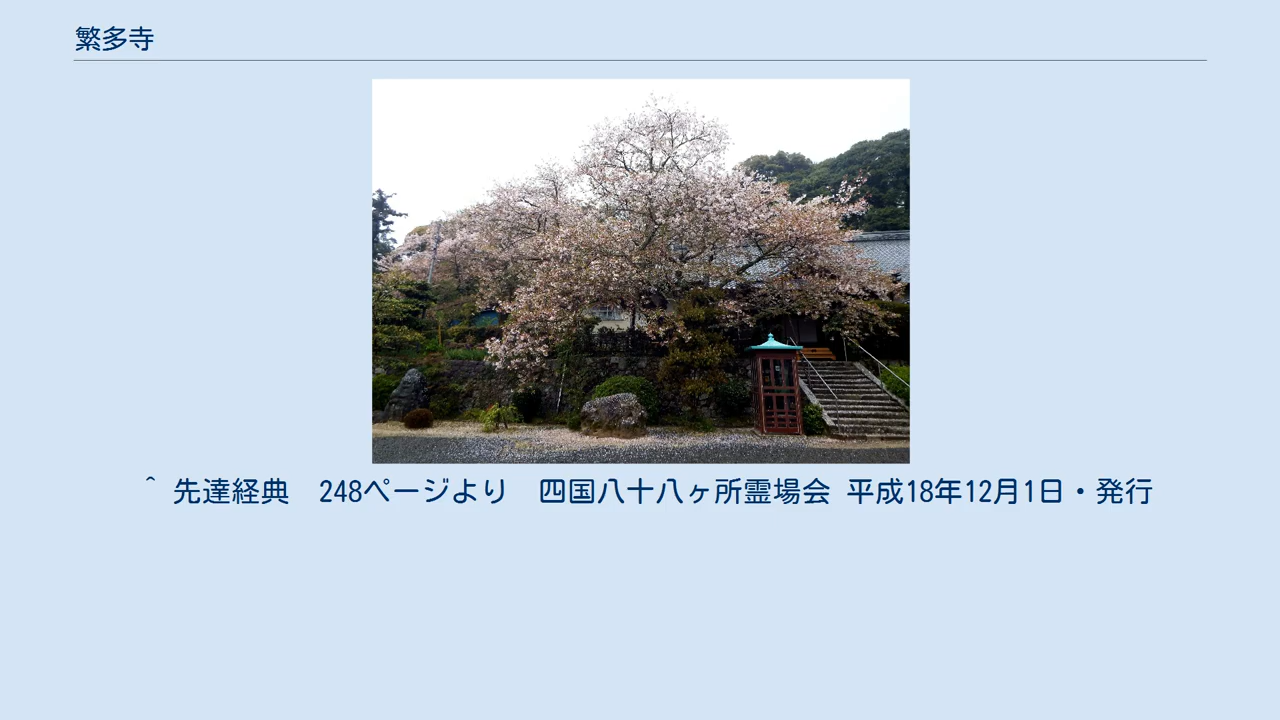 繁多寺
^ 先達経典　248ページより　四国八十八ヶ所霊場会 平成18年12月1日・発行